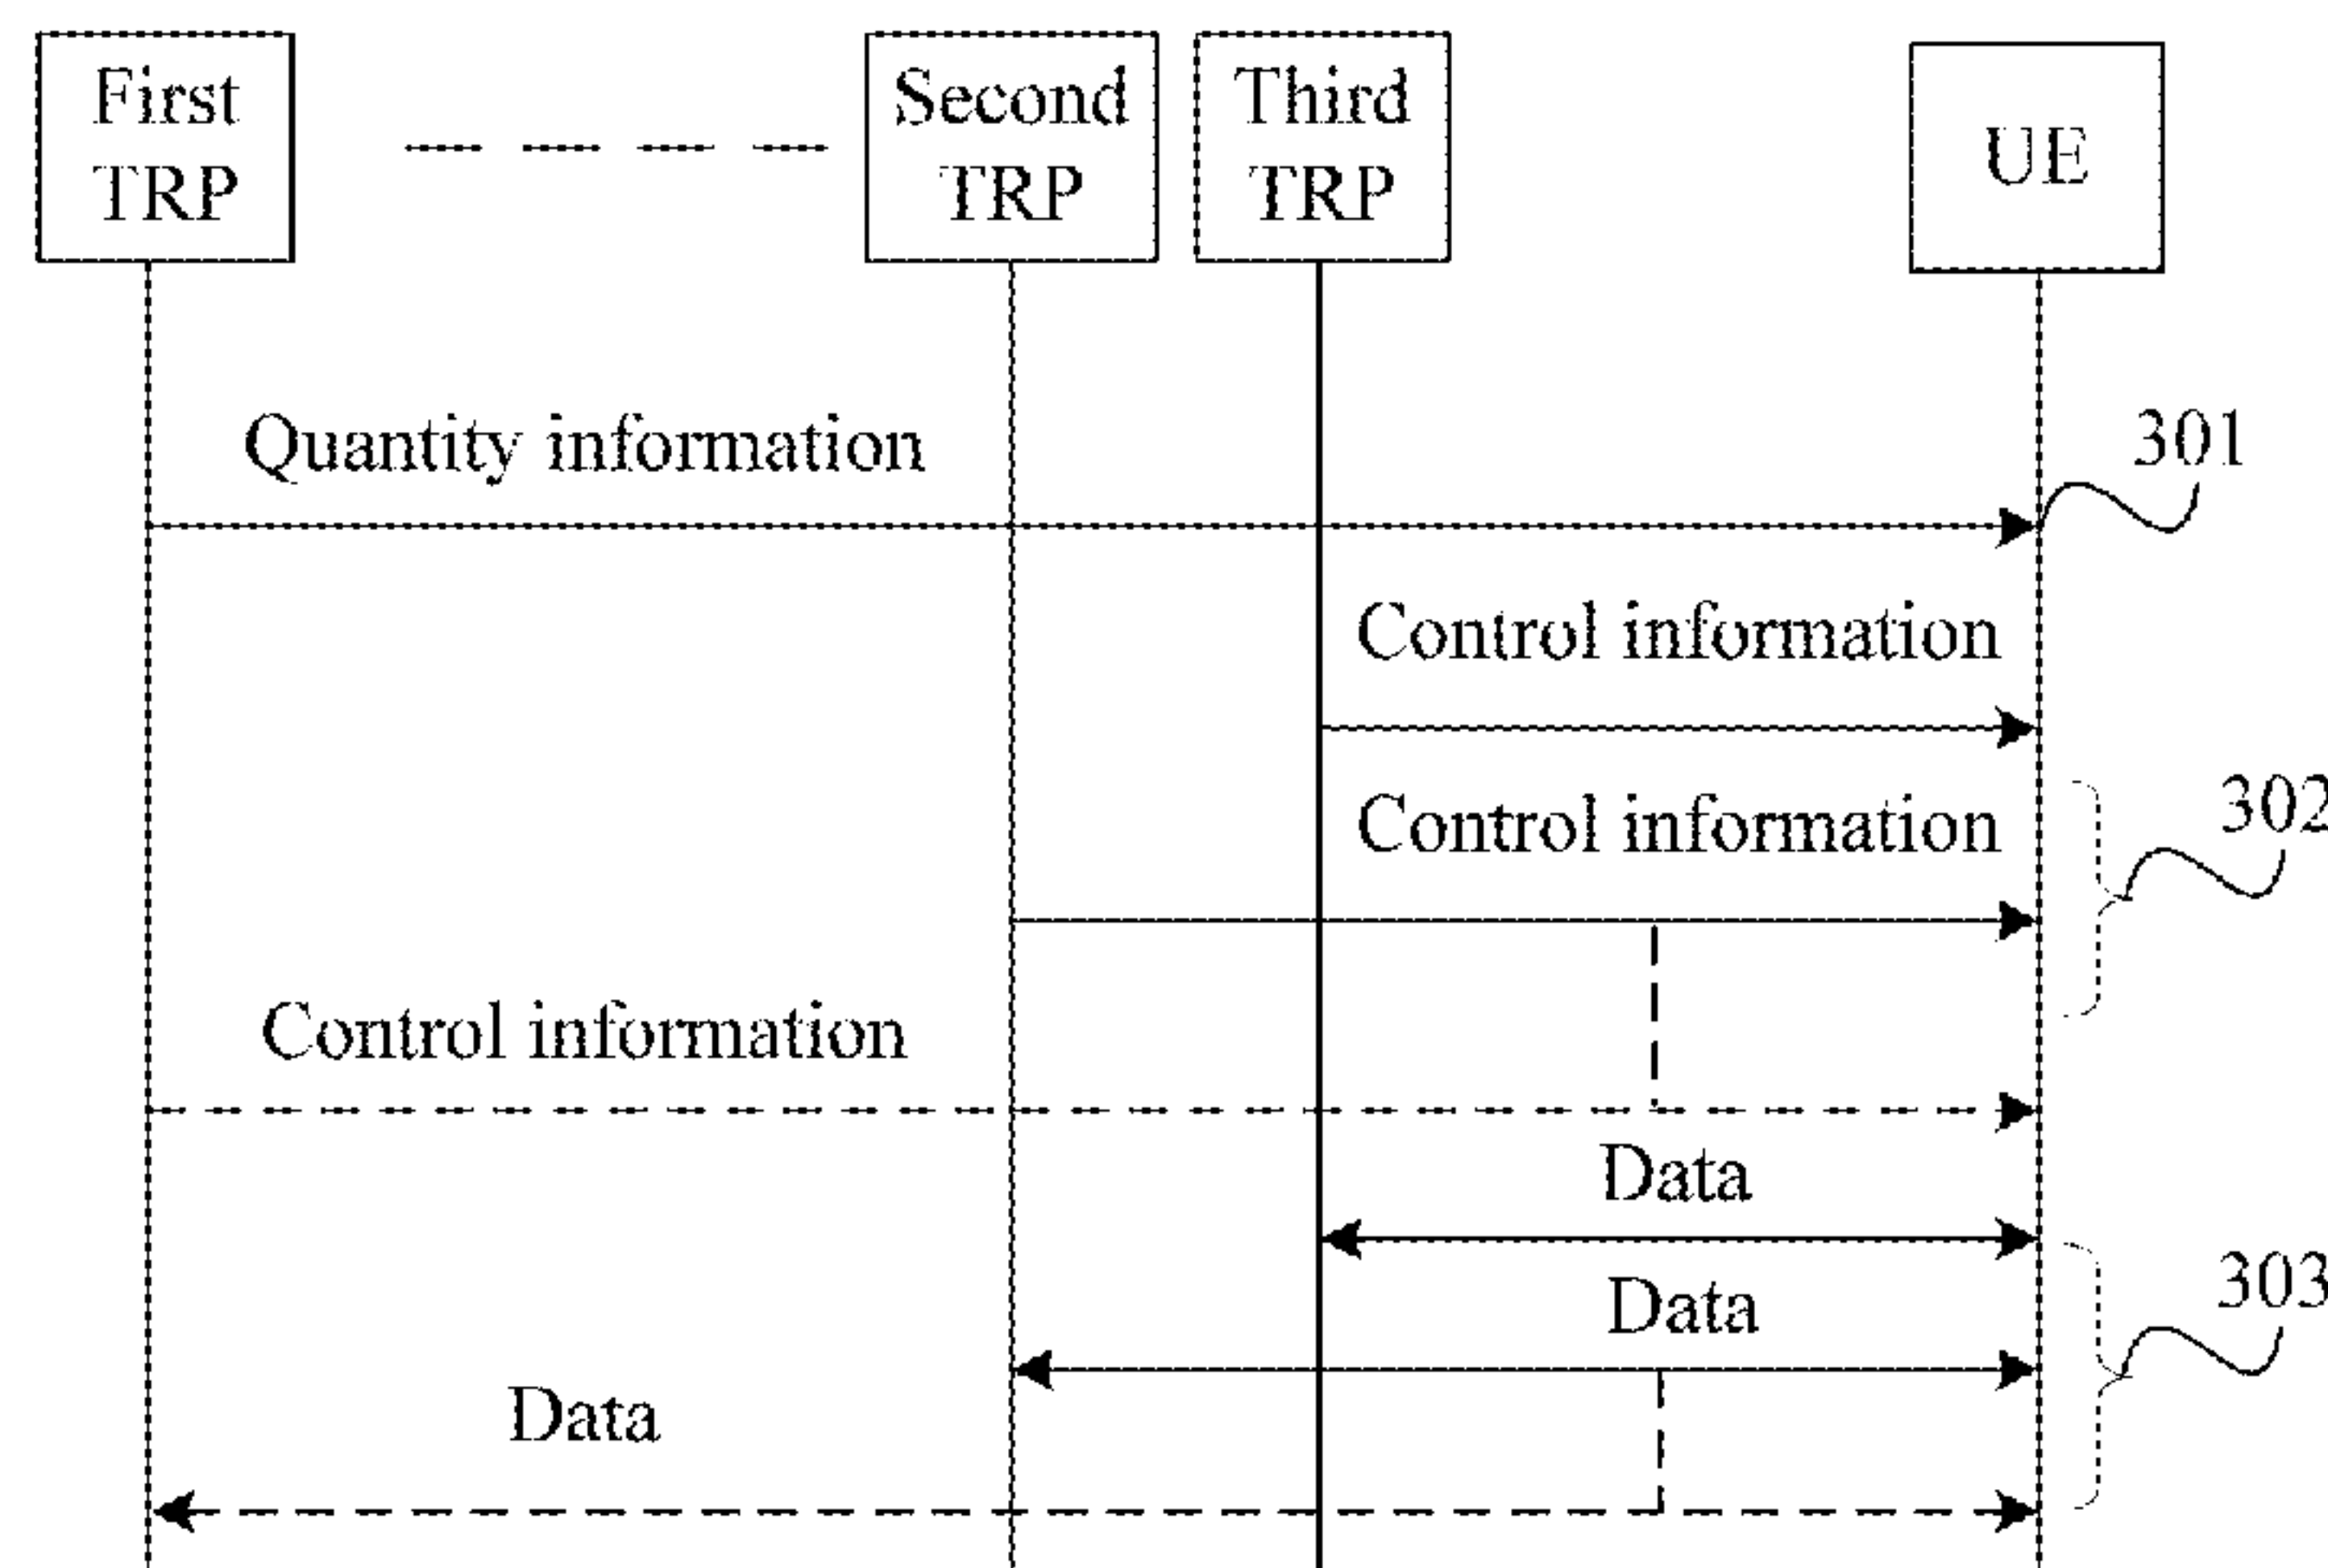 First
TRP
Second
TRP
Third
TRP
UE
Quantity information
301
Control information
Control information
302
Control information
Data
Data
303
Data